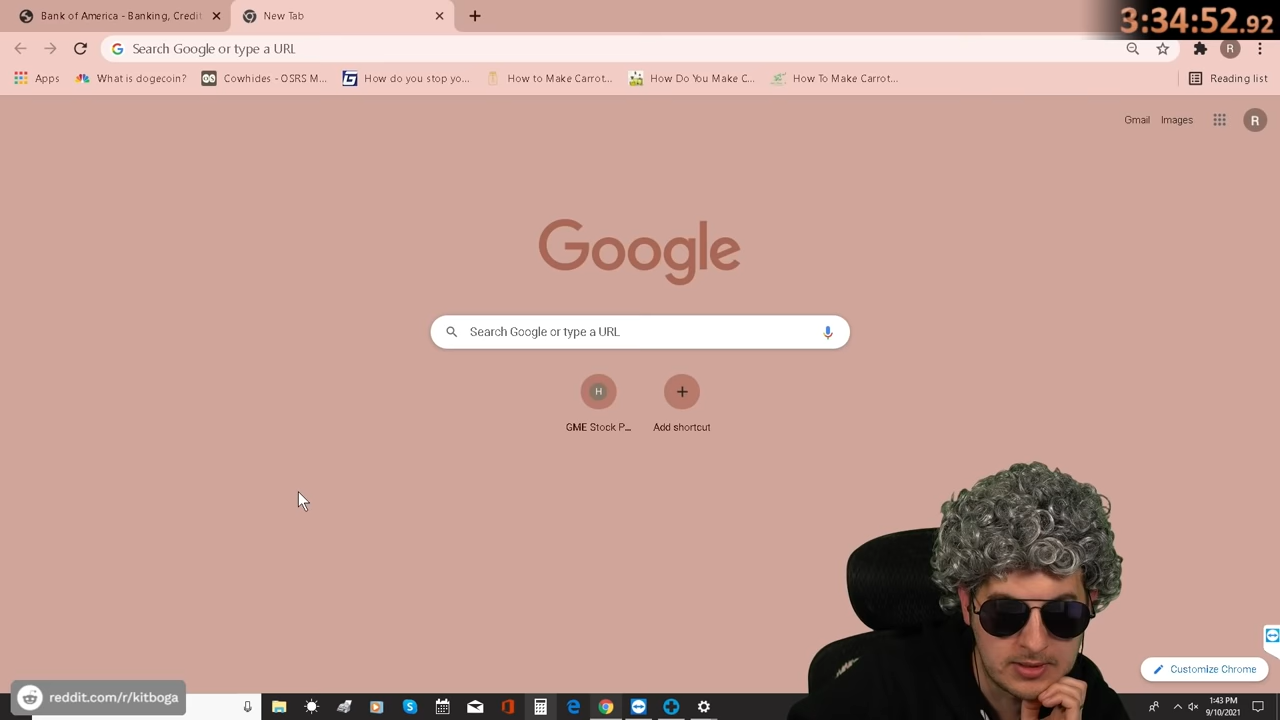 Bank of America - Banking, Credit
New Tab
3:34:52.92
Search Google or type a URL
R
Apps
What is dogecoin?
Cowhides - OSRS M...
How do you stop yo...
How to Make Carrot...
How Do You Make C...
How To Make Carrot...
Reading list
Gmail
Images
R
Google
Search Google or type a URL
H
GME Stock P...
Add shortcut
Customize Chrome
reddit.com/r/kitboga
1:43 PM
9/10/2021